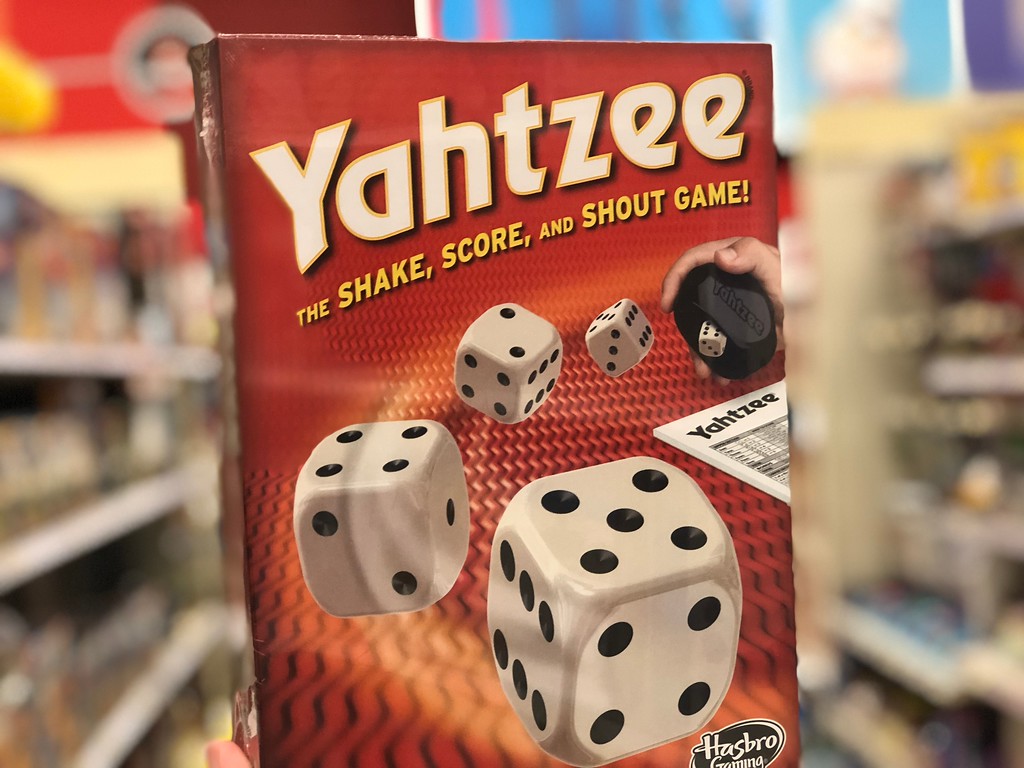 Yahtzee
THE SHAKE, SCORE, AND SHOUT GAME!
Yahtzee
Yahtzee
Hasbro
Gaming